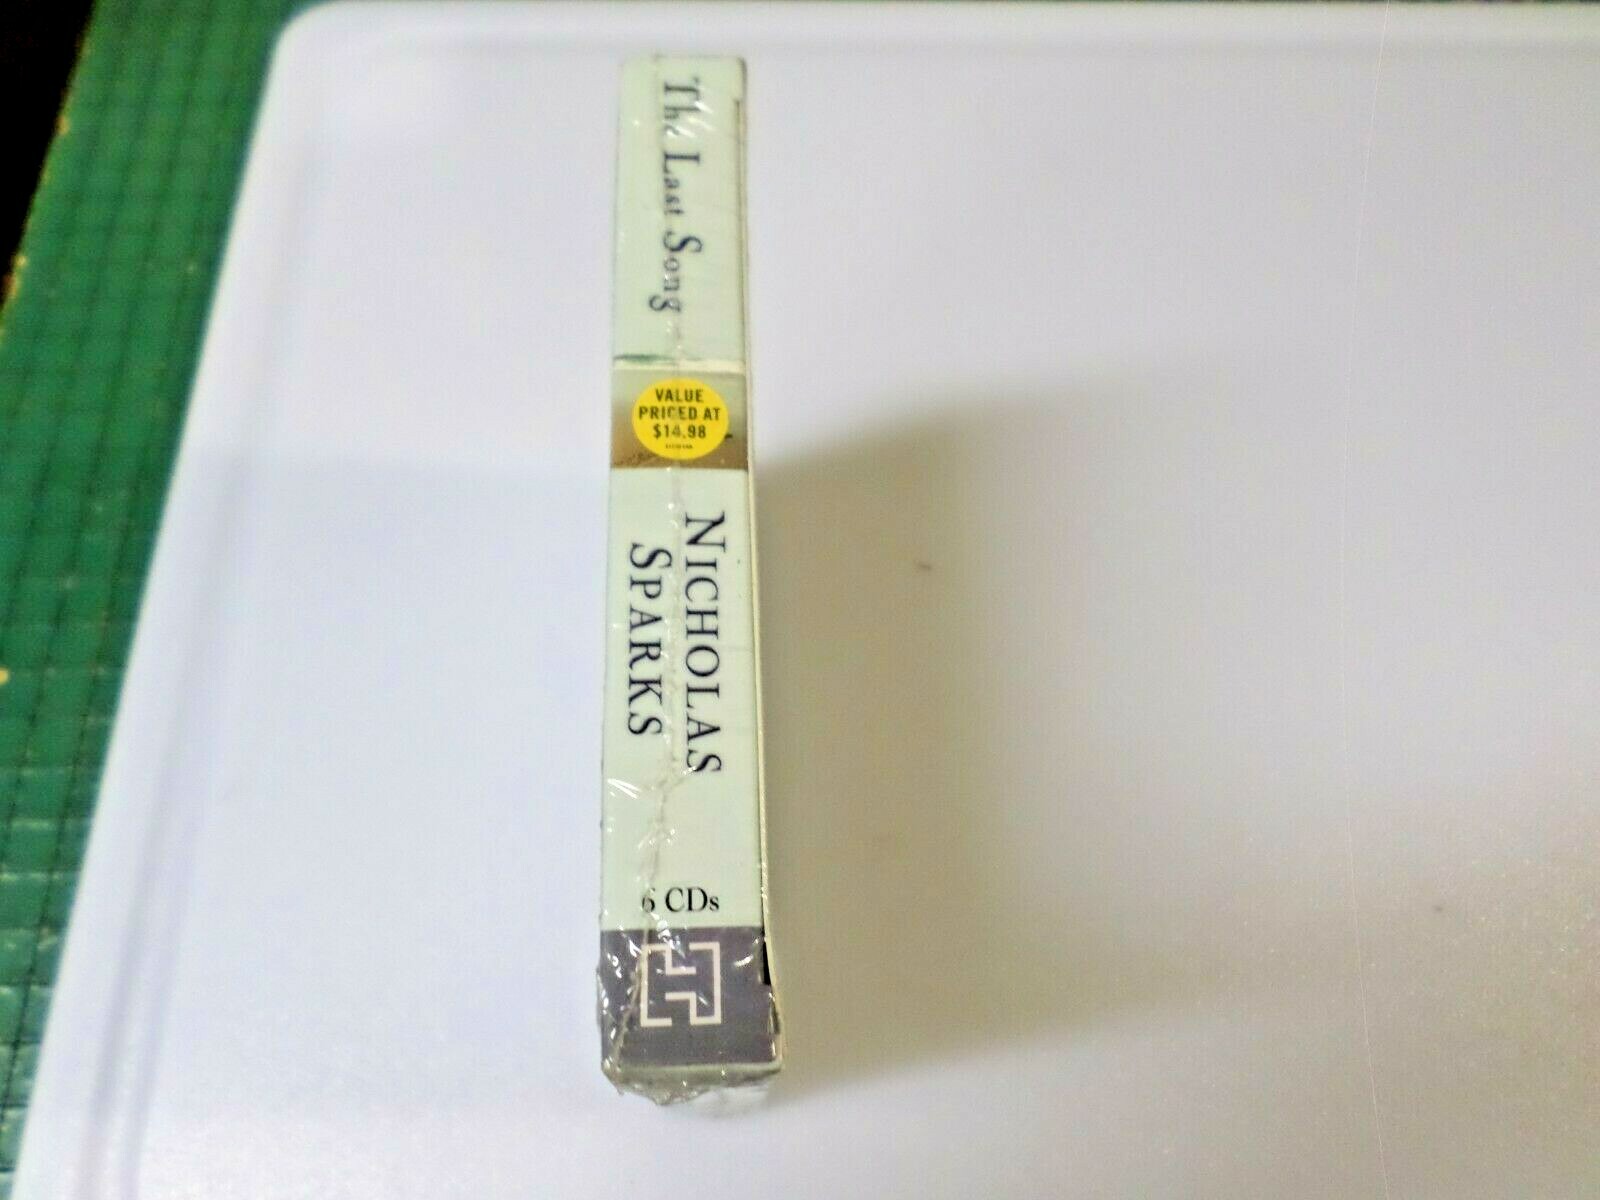 The Last Song
VALUE
PRICED AT
$14.98
NICHOLAS
SPARKS
6 CDs